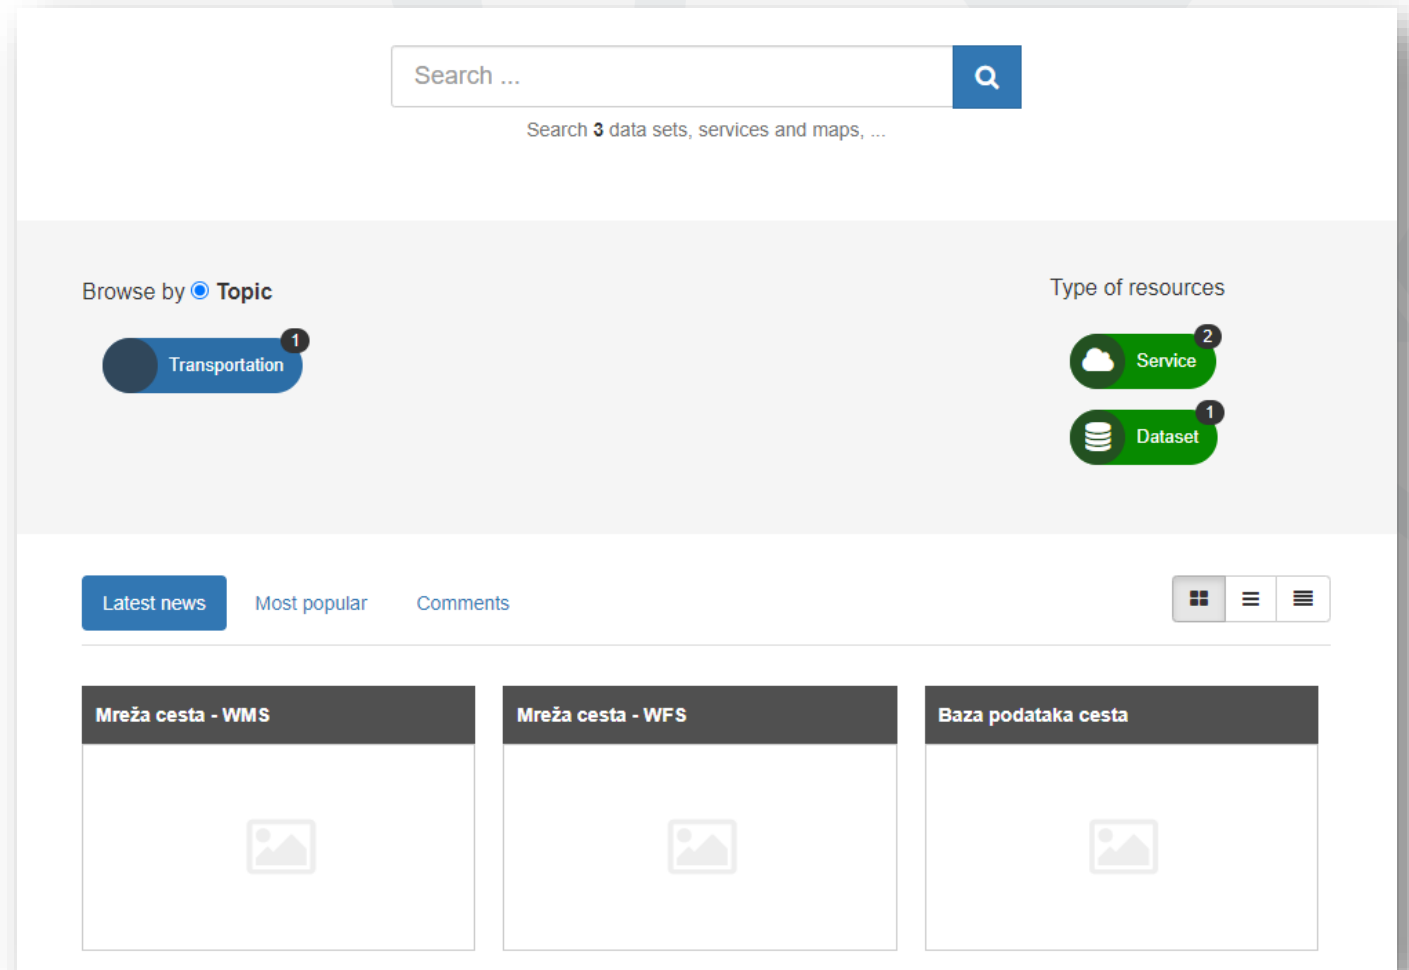 Search ...
Search 3 data sets, services and maps, ...
Browse by Topic
Transportation 1
Type of resources
Service 2
Dataset 1
Latest news Most popular Comments
Mreža cesta - WMS
Mreža cesta - WFS
Baza podataka cesta